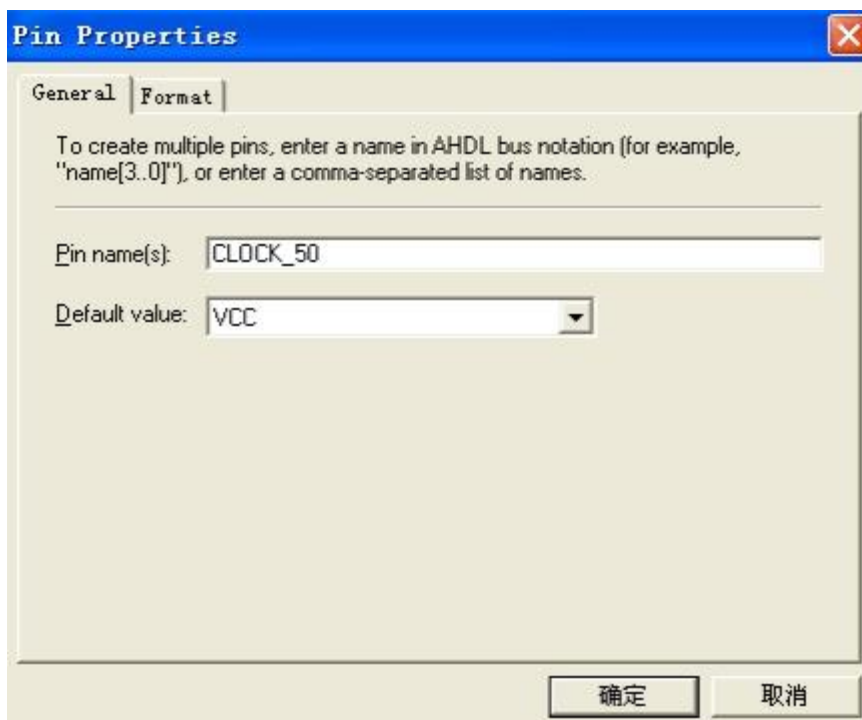 Pin Properties
General Format
To create multiple pins, enter a name in AHDL bus notation (for example,
"name[3..0]"), or enter a comma-separated list of names.
Pin name(s): CLOCK_50
Default value: VCC
确定 取消